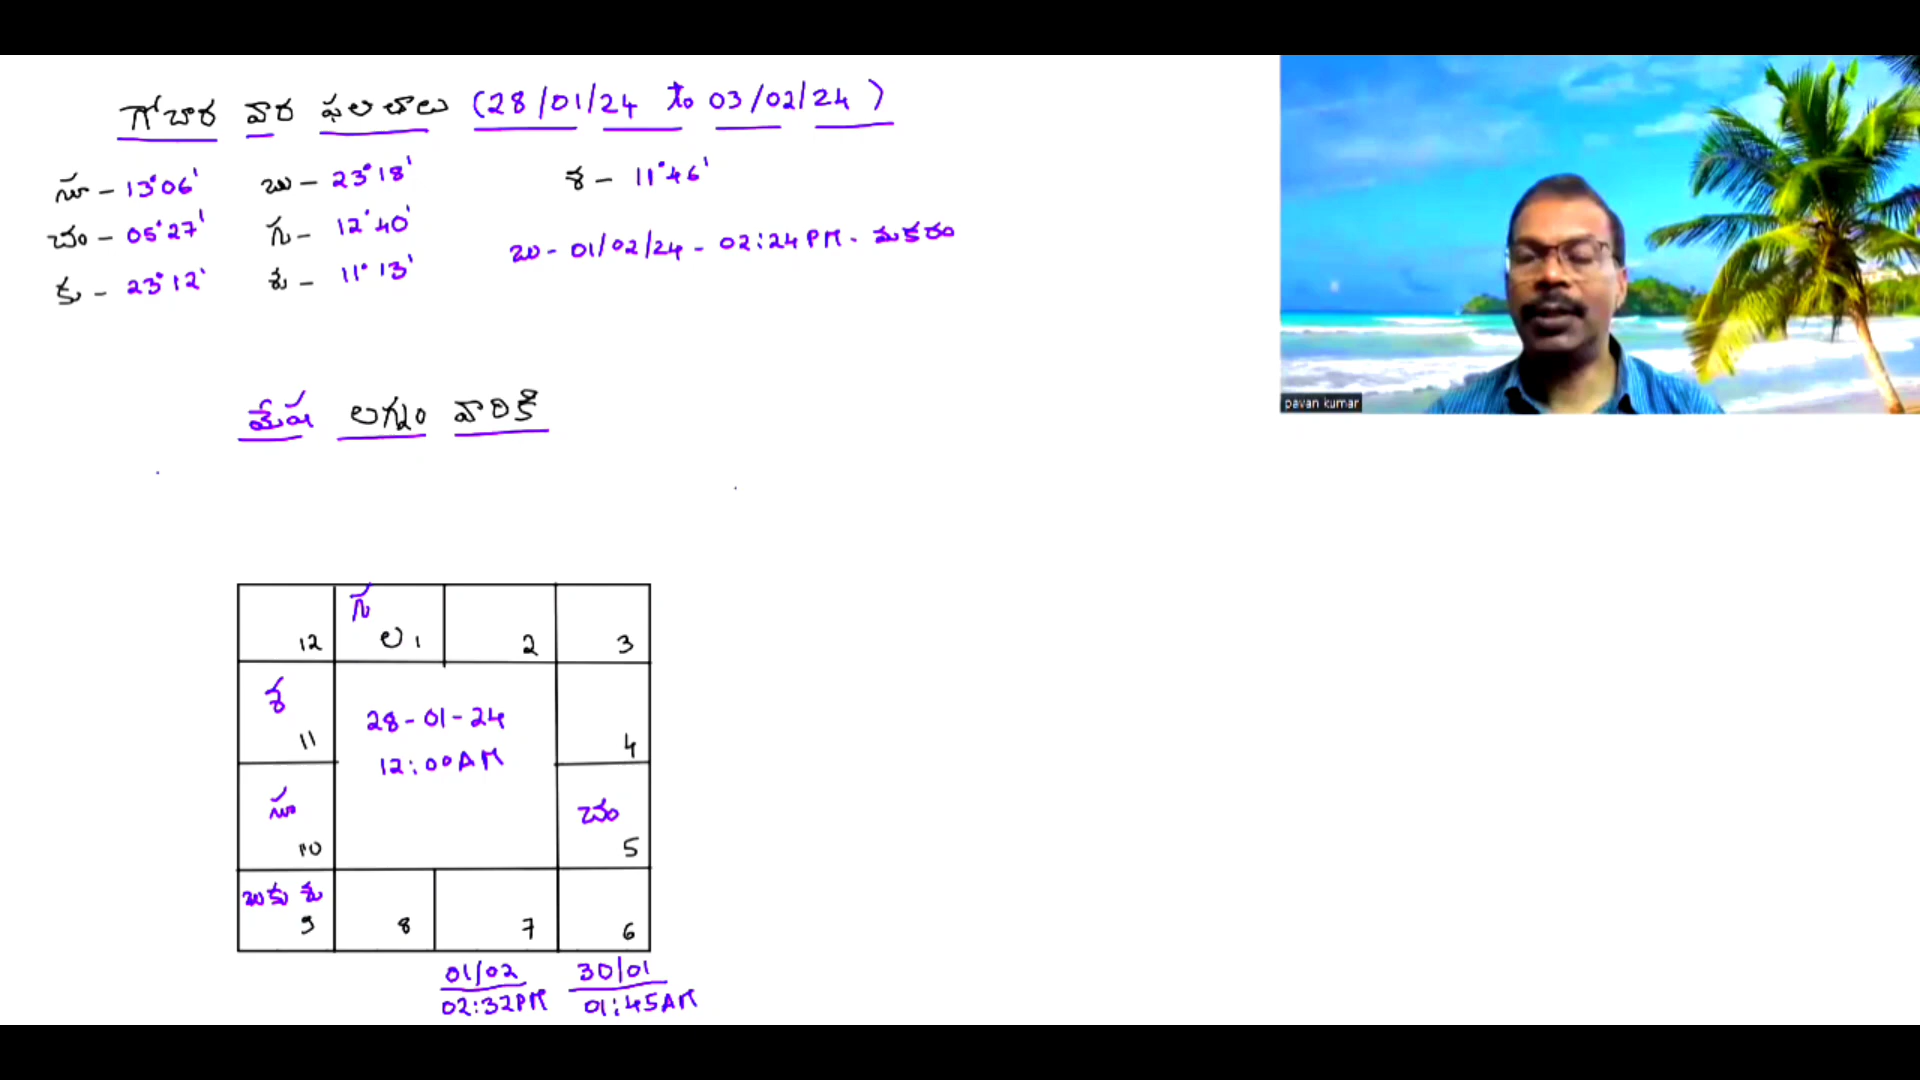 గోచార వార ఫలితాలు (28/01/24 to 03/02/24)
సూ - 13°06' బు - 23°18' శ - 11°46'
చం - 05°27' గు - 12°40'
బు - 01/02/24 - 02:24PM - మకరం
కు - 23°12' శు - 11°13'
మేష లగ్నం వారికి
pavan kumar
గు
12 ల 1 2 3
శ
11 4
28-01-24
12:00AM
సూ చం
10 5
బు కు శు
9 8 7 6
01/02 30/01
02:32PM 01:45AM